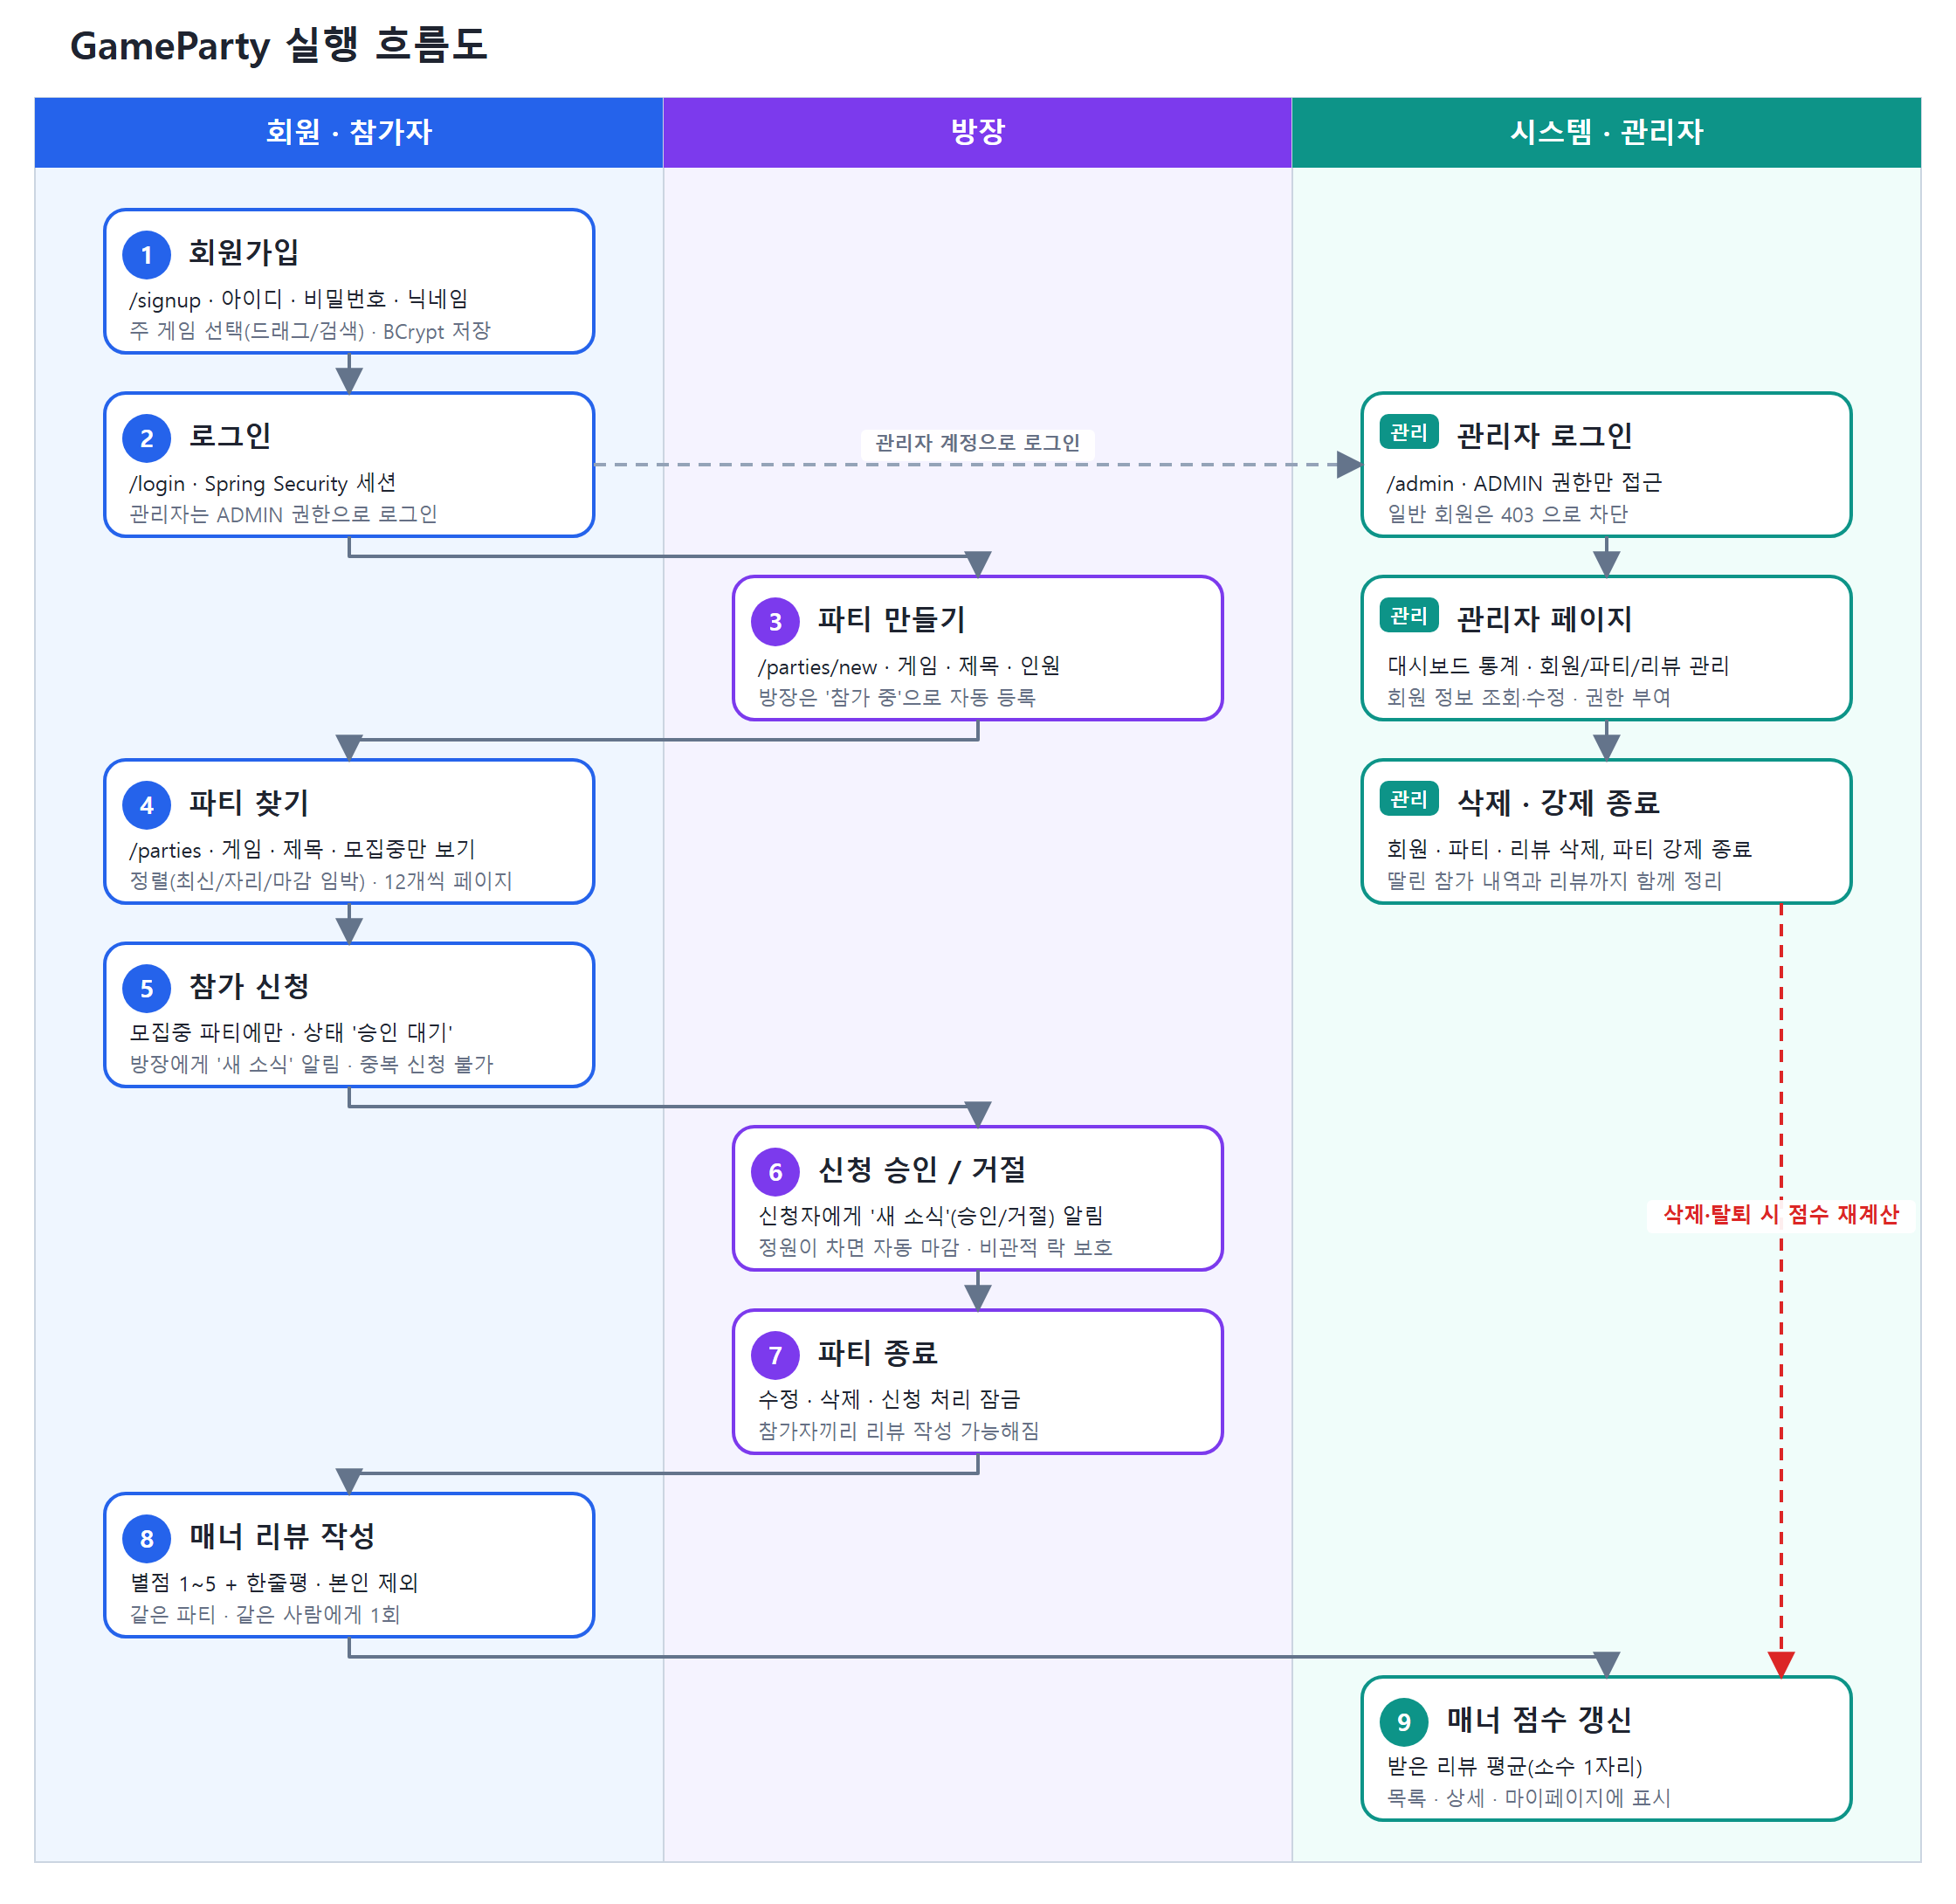 GameParty 실행 흐름도
회원 · 참가자
방장
시스템 · 관리자
1 회원가입
/signup · 아이디 · 비밀번호 · 닉네임
주 게임 선택(드래그/검색) · BCrypt 저장
2 로그인
/login · Spring Security 세션
관리자는 ADMIN 권한으로 로그인
관리자 계정으로 로그인
관리 관리자 로그인
/admin · ADMIN 권한만 접근
일반 회원은 403 으로 차단
3 파티 만들기
/parties/new · 게임 · 제목 · 인원
방장은 '참가 중'으로 자동 등록
관리 관리자 페이지
대시보드 통계 · 회원/파티/리뷰 관리
회원 정보 조회·수정 · 권한 부여
4 파티 찾기
/parties · 게임 · 제목 · 모집중만 보기
정렬(최신/자리/마감 임박) · 12개씩 페이지
관리 삭제 · 강제 종료
회원 · 파티 · 리뷰 삭제, 파티 강제 종료
딸린 참가 내역과 리뷰까지 함께 정리
5 참가 신청
모집중 파티에만 · 상태 '승인 대기'
방장에게 '새 소식' 알림 · 중복 신청 불가
6 신청 승인 / 거절
신청자에게 '새 소식'(승인/거절) 알림
정원이 차면 자동 마감 · 비관적 락 보호
삭제·탈퇴 시 점수 재계산
7 파티 종료
수정 · 삭제 · 신청 처리 잠금
참가자끼리 리뷰 작성 가능해짐
8 매너 리뷰 작성
별점 1~5 + 한줄평 · 본인 제외
같은 파티 · 같은 사람에게 1회
9 매너 점수 갱신
받은 리뷰 평균(소수 1자리)
목록 · 상세 · 마이페이지에 표시